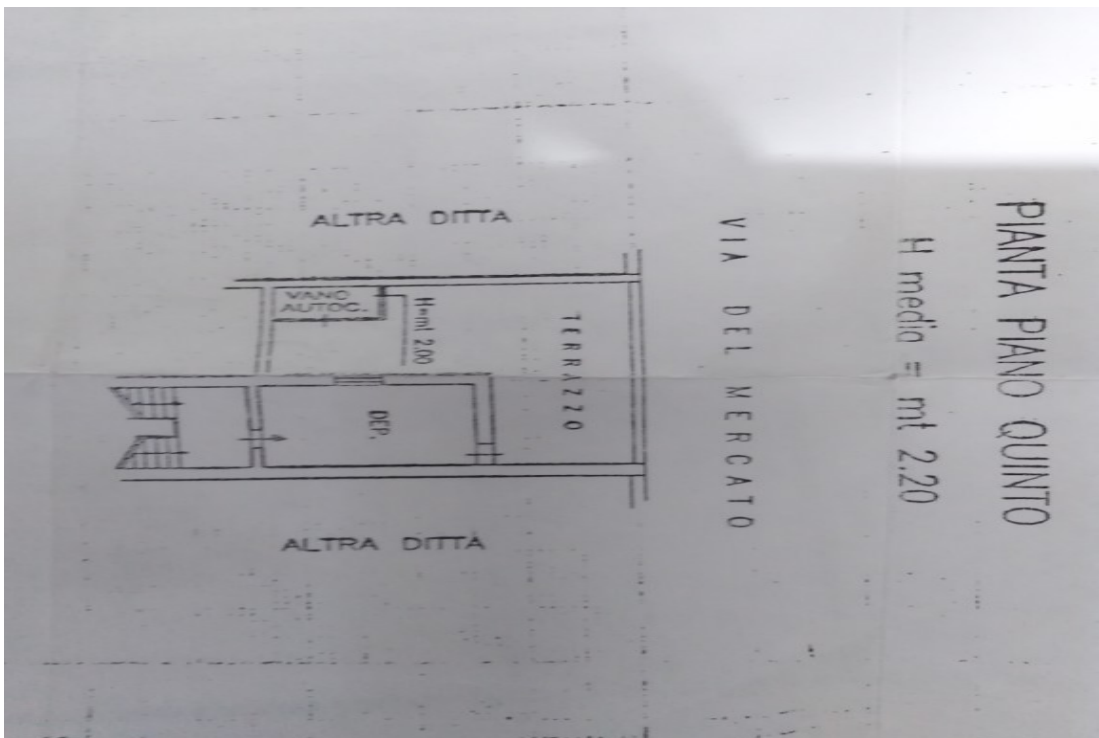 PIANTA PIANO QUINTO
H media = mt 2.20
VIA DEL MERCATO
ALTRA DITTA
TERRAZZO
H=mt 2.00
VANO
AUTOC.
DEP.
ALTRA DITTA